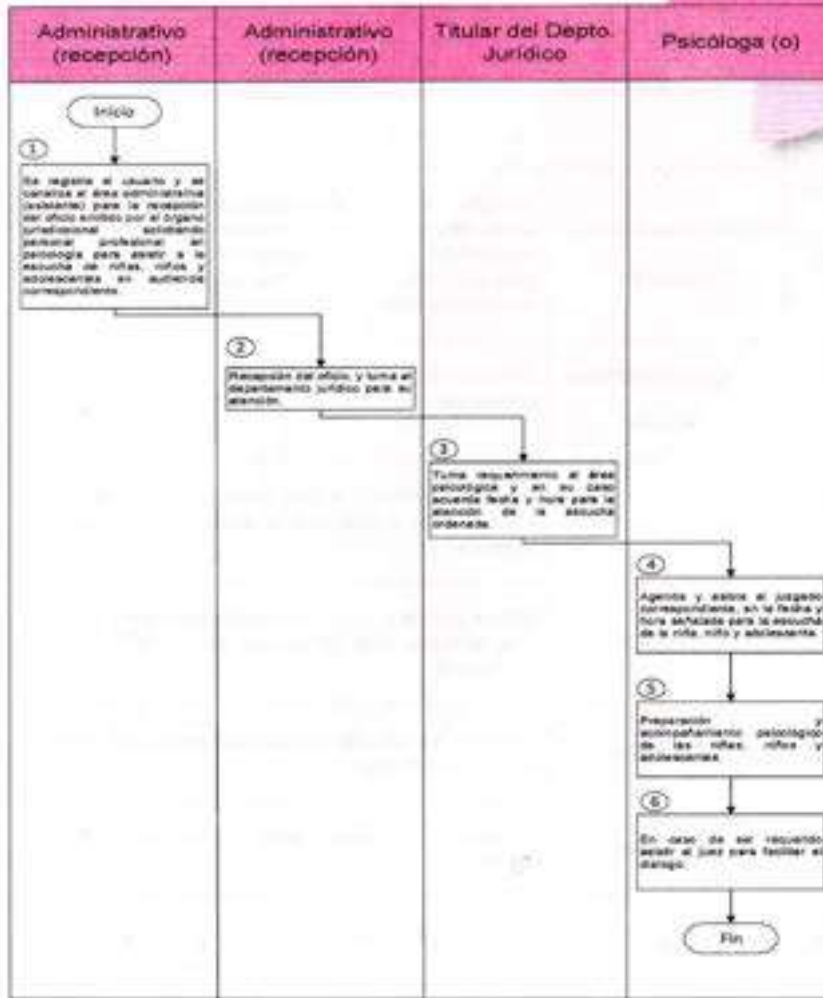 Administrativo
(recepción)
Administrativo
(recepción)
Titular del Depto.
Jurídico
Psicóloga (o)
Inicio
1
Se registra el usuario y se
canaliza al área administrativa
(asistente) para la recepción
del oficio emitido por el órgano
jurisdiccional solicitando
personal profesional en
psicología para asistir a la
escucha de niñas, niños y
adolescentes en audiencia
correspondiente.
2
Recepción del oficio, y turna al
departamento jurídico para su
atención.
3
Turna requerimiento al área
psicológica y en su caso
acuerda fecha y hora para la
atención de la escucha
ordenada.
4
Agenda y asiste al juzgado
correspondiente, en la fecha y
hora señalada para la escucha
de la niña, niño y adolescente.
5
Preparación y
acompañamiento psicológico
de las niñas, niños y
adolescentes.
6
En caso de ser requerido
asistir al juez para facilitar el
dialogo.
Fin